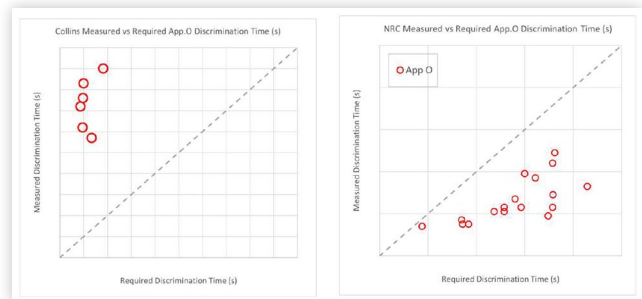 Collins Measured vs Required App.O Discrimination Time (s)
Measured Discrimination Time (s)
Required Discrimination Time (s)
NRC Measured vs Required App.O Discrimination Time (s)
App O
Measured Discrimination Time (s)
Required Discrimination Time (s)